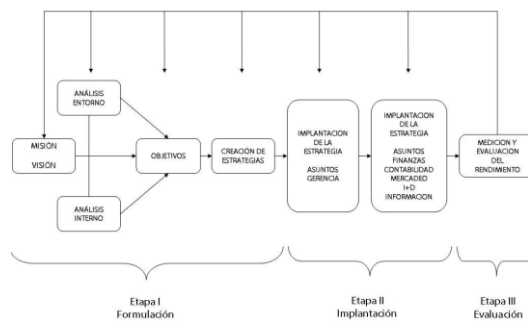 ANÁLISIS
ENTORNO
MISIÓN
VISIÓN
ANÁLISIS
INTERNO
OBJETIVOS
CREACIÓN DE
ESTRATEGIAS
IMPLANTACION
DE LA
ESTRATEGIA
ASUNTOS
GERENCIA
IMPLANTACION
DE LA
ESTRATEGIA
ASUNTOS
FINANZAS
CONTABILIDAD
MERCADEO
I+D
INFORMACION
MEDICION Y
EVALUACION
DEL
RENDIMIENTO
Etapa I
Formulación
Etapa II
Implantación
Etapa III
Evaluación